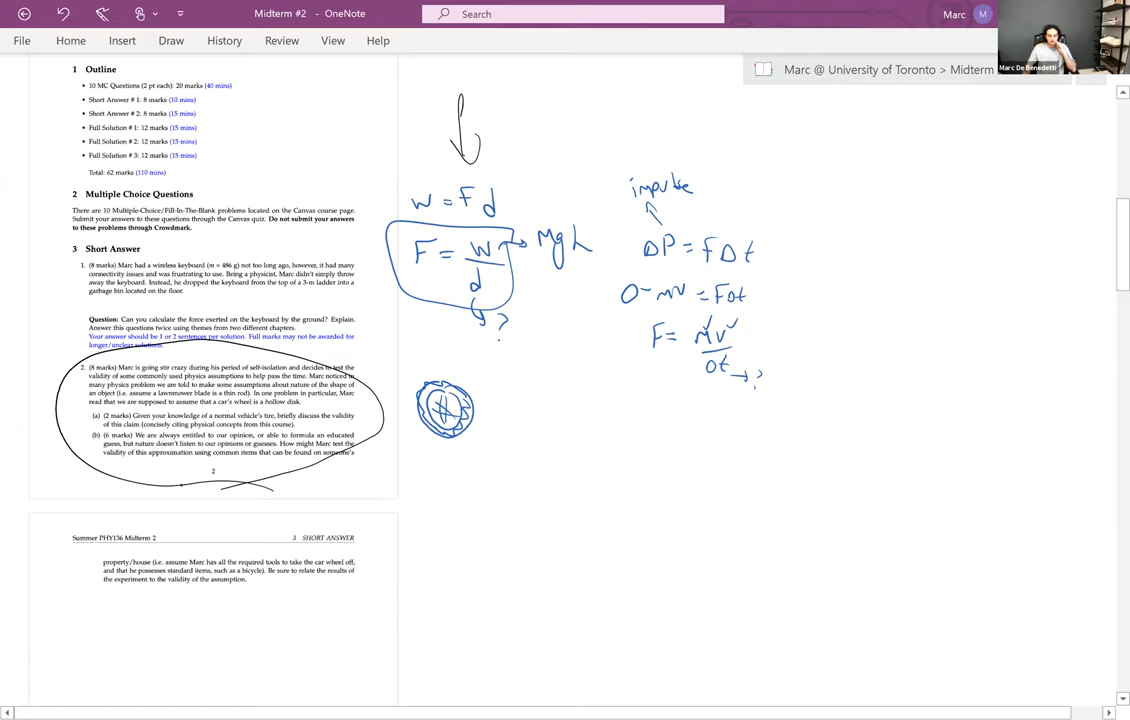 Midterm #2 - OneNote
Search
Marc
M
File Home Insert Draw History Review View Help
Marc De Benedetti
Marc @ University of Toronto > Midterm
1 Outline
• 10 MC Questions (2 pt each): 20 marks (40 mins)
• Short Answer # 1: 8 marks (10 mins)
• Short Answer # 2: 8 marks (15 mins)
• Full Solution # 1: 12 marks (15 mins)
• Full Solution # 2: 12 marks (15 mins)
• Full Solution # 3: 12 marks (15 mins)
Total: 62 marks (110 mins)
2 Multiple Choice Questions
There are 10 Multiple-Choice/Fill-In-The-Blank problems located on the Canvas course page.
Submit your answers to these questions through the Canvas quiz. Do not submit your answers
to these problems through Crowdmark.
3 Short Answer
1. (8 marks) Marc had a wireless keyboard (m = 486 g) not too long ago, however, it had many
connectivity issues and was frustrating to use. Being a physicist, Marc didn't simply throw
away the keyboard. Instead, he dropped the keyboard from the top of a 3-m ladder into a
garbage bin located on the floor.
Question: Can you calculate the force exerted on the keyboard by the ground? Explain.
Answer this questions twice using themes from two different chapters.
Your answer should be 1 or 2 sentences per solution. Full marks may not be awarded for
longer/unclear solutions.
2. (8 marks) Marc is going stir crazy during his period of self-isolation and decides to test the
validity of some commonly used physics assumptions to help pass the time. Marc noticed in
many physics problem we are told to make some assumptions about nature of the shape of
an object (i.e. assume a lawnmower blade is a thin rod). In one problem in particular, Marc
read that we are supposed to assume that a car's wheel is a hollow disk.
(a) (2 marks) Given your knowledge of a normal vehicle's tire, briefly discuss the validity
of this claim (concisely citing physical concepts from this course).
(b) (6 marks) We are always entitled to our opinion, or able to formulate an educated
guess, but nature doesn't listen to our opinions or guesses. How might Marc test the
validity of this approximation using common items that can be found on someone's
2
Summer PHY136 Midterm 2
3 SHORT ANSWER
property/house (i.e. assume Marc has all the required tools to take the car wheel off,
and that he possesses standard items, such as a bicycle). Be sure to relate the results of
the experiment to the validity of the assumption.
W = F d
F = W/d → Mgh
?
impulse
ΔP = FΔt
0 - mv = FΔt
F = mv/Δt → ?